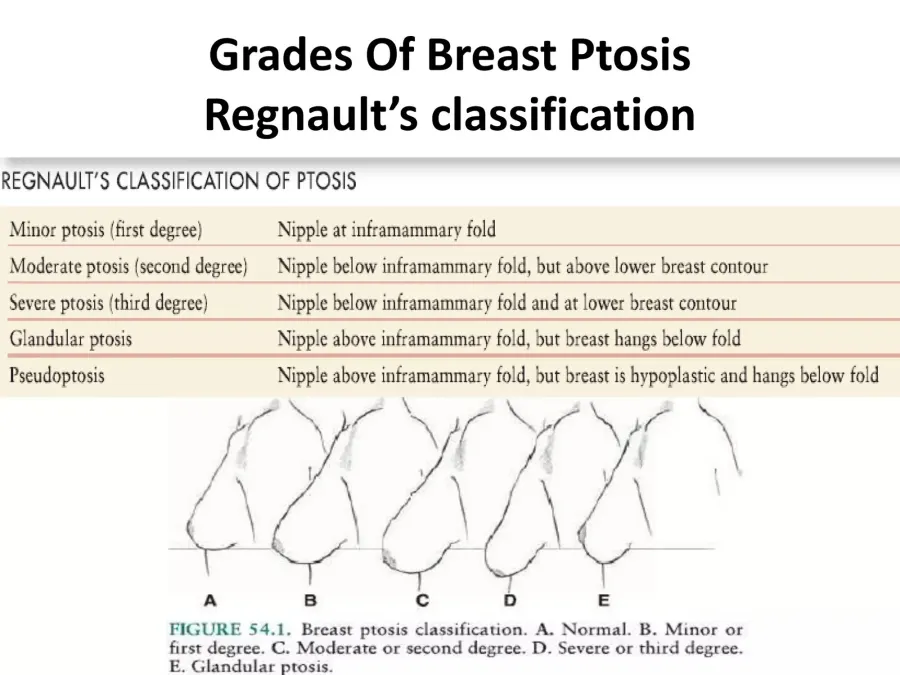 Grades Of Breast Ptosis
Regnault's classification
REGNAULT'S CLASSIFICATION OF PTOSIS
Minor ptosis (first degree) Nipple at inframammary fold
Moderate ptosis (second degree) Nipple below inframammary fold, but above lower breast contour
Severe ptosis (third degree) Nipple below inframammary fold and at lower breast contour
Glandular ptosis Nipple above inframammary fold, but breast hangs below fold
Pseudoptosis Nipple above inframammary fold, but breast is hypoplastic and hangs below fold
A B C D E
FIGURE 54.1. Breast ptosis classification. A. Normal. B. Minor or
first degree. C. Moderate or second degree. D. Severe or third degree.
E. Glandular ptosis.